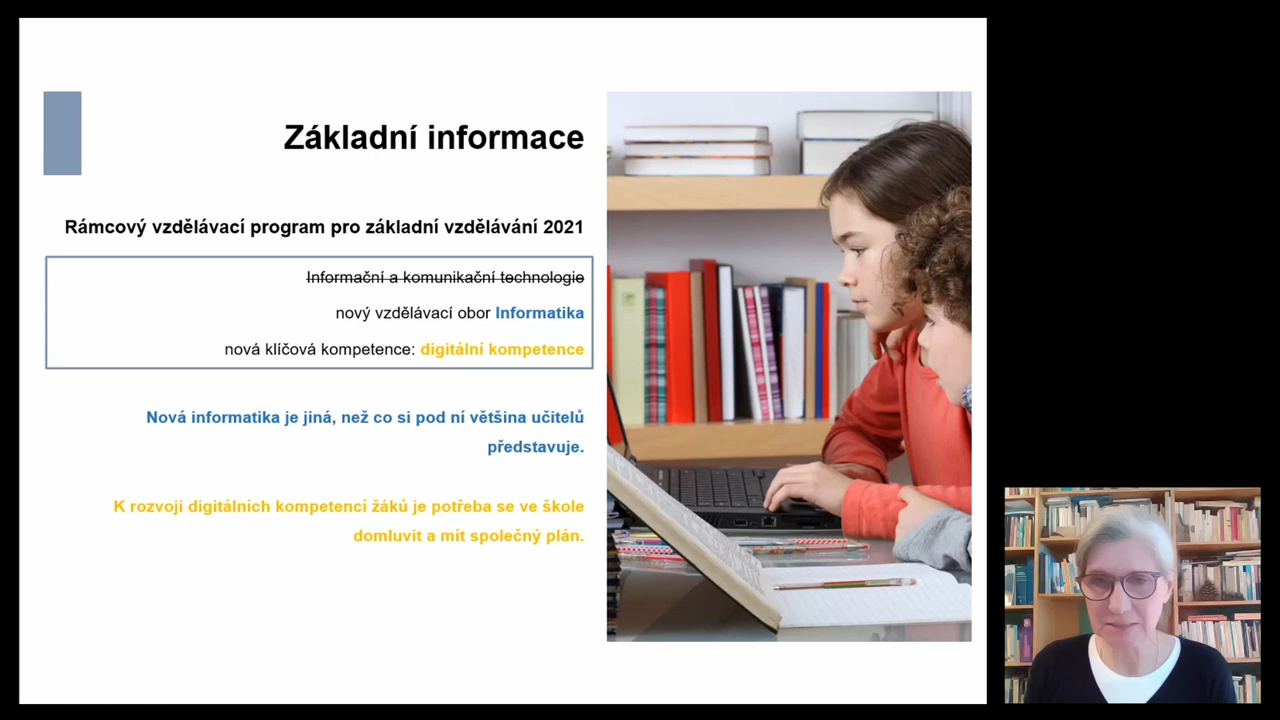 Základní informace
Rámcový vzdělávací program pro základní vzdělávání 2021
Informační a komunikační technologie
nový vzdělávací obor Informatika
nová klíčová kompetence: digitální kompetence
Nová informatika je jiná, než co si pod ní většina učitelů
představuje.
K rozvoji digitálních kompetencí žáků je potřeba se ve škole
domluvit a mít společný plán.